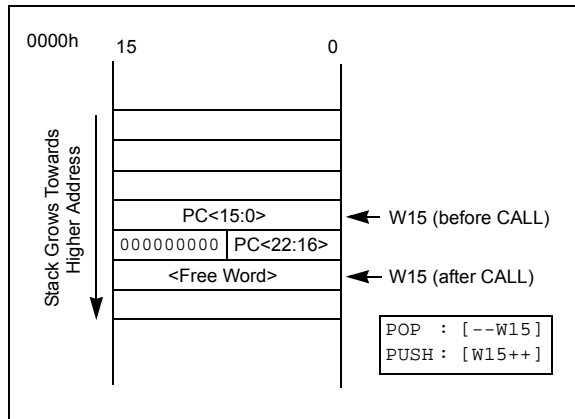 0000h
15 0
Stack Grows Towards
Higher Address
PC<15:0>
W15 (before CALL)
000000000 PC<22:16>
<Free Word>
W15 (after CALL)
POP : [--W15]
PUSH : [W15++]